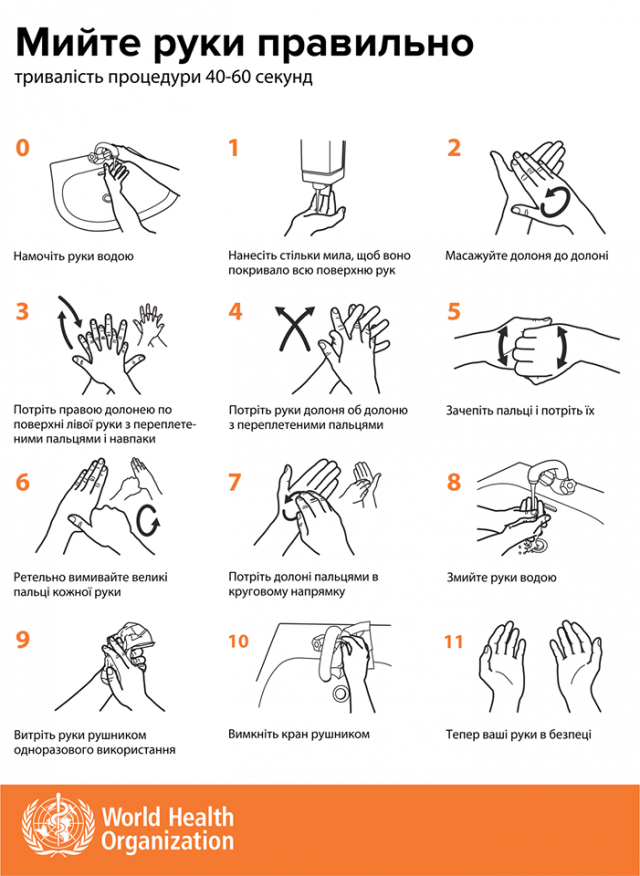 Мийте руки правильно
тривалість процедури 40-60 секунд
0
Намочіть руки водою
1
Нанесіть стільки мила, щоб воно
покривало всю поверхню рук
2
Масажуйте долоня до долоні
3
Потріть правою долонею по
поверхні лівої руки з переплете-
ними пальцями і навпаки
4
Потріть руки долоня об долоню
з переплетеними пальцями
5
Зачепіть пальці і потріть їх
6
Ретельно вимивайте великі
пальці кожної руки
7
Потріть долоні пальцями в
круговому напрямку
8
Змийте руки водою
9
Витріть руки рушником
одноразового використання
10
Вимкніть кран рушником
11
Тепер ваші руки в безпеці
World Health
Organization